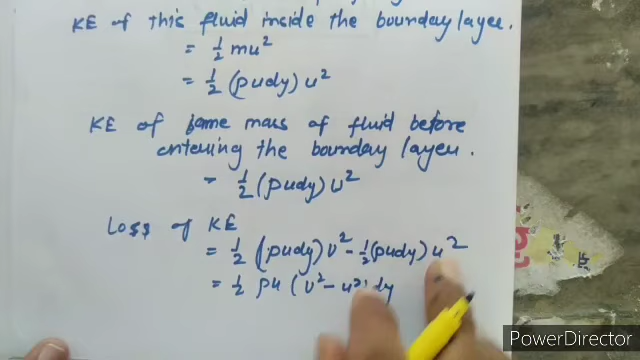 KE of this fluid inside the boundary layer.
= 1/2 mu²
= 1/2 (ρudy) u²
KE of same mass of fluid before
entering the boundary layer.
= 1/2 (ρudy) U²
Loss of KE
= 1/2 (ρudy) U² - 1/2 (ρudy) u²
= 1/2 ρu (U² - u²) dy
PowerDirector